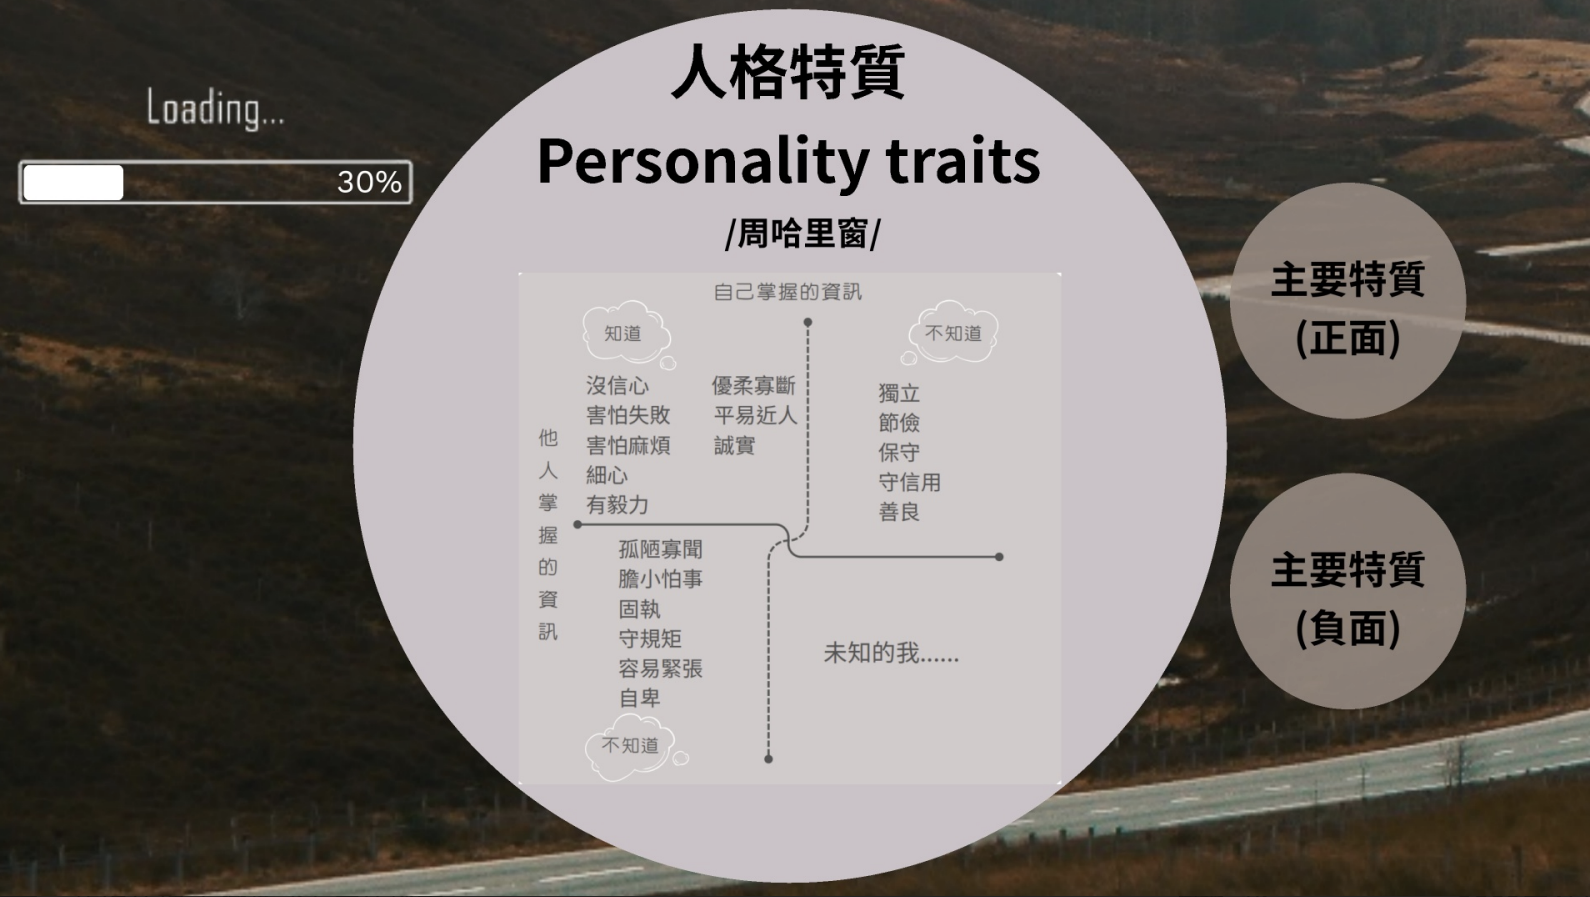 Loading...
30%
人格特質
Personality traits
/周哈里窗/
自己掌握的資訊
知道
不知道
他人掌握的資訊
沒信心
害怕失敗
害怕麻煩
細心
有毅力
優柔寡斷
平易近人
誠實
獨立
節儉
保守
守信用
善良
孤陋寡聞
膽小怕事
固執
守規矩
容易緊張
自卑
不知道
未知的我......
主要特質
(正面)
主要特質
(負面)